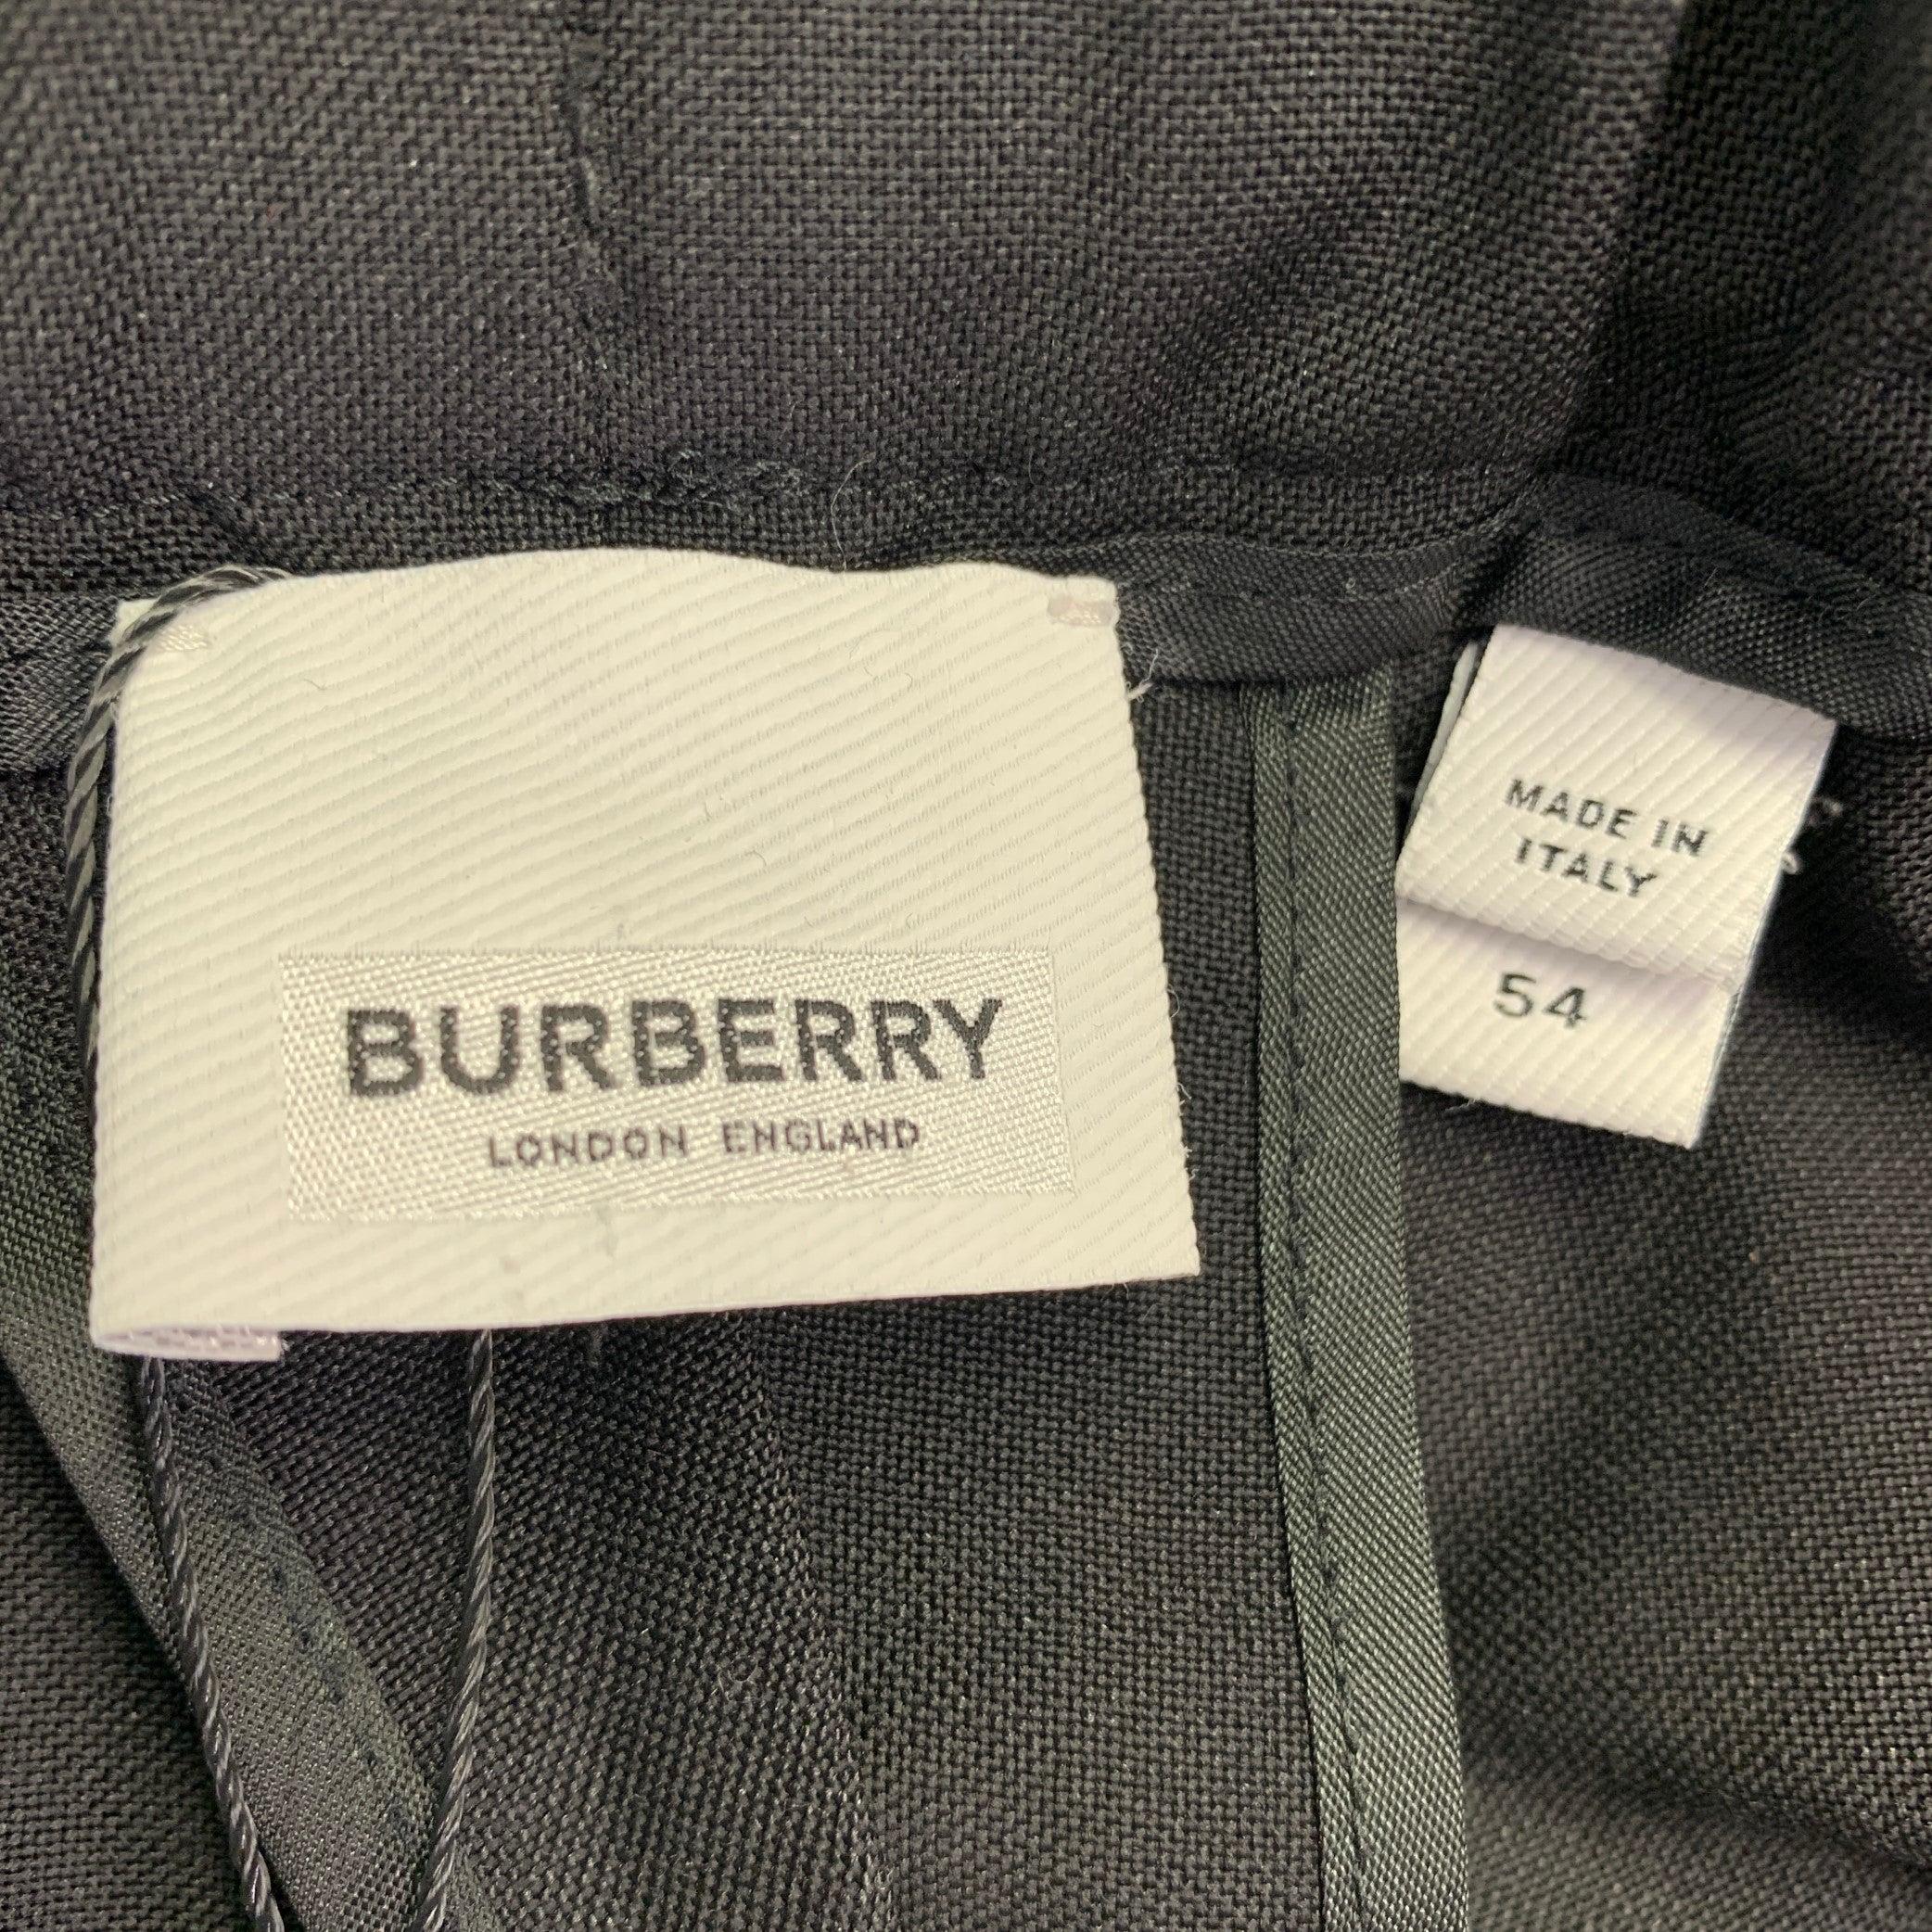 BURBERRY
LONDON ENGLAND
MADE IN
ITALY
54